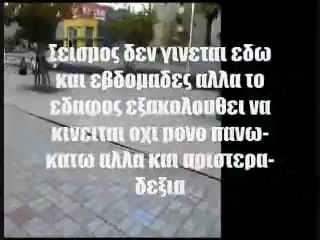 Σεισμος δεν γινεται εδω
και εβδομαδες αλλα το
εδαφος εξακολουθει να
κινειται οχι μονο πανω-
κατω αλλα και αριστερα-
δεξια